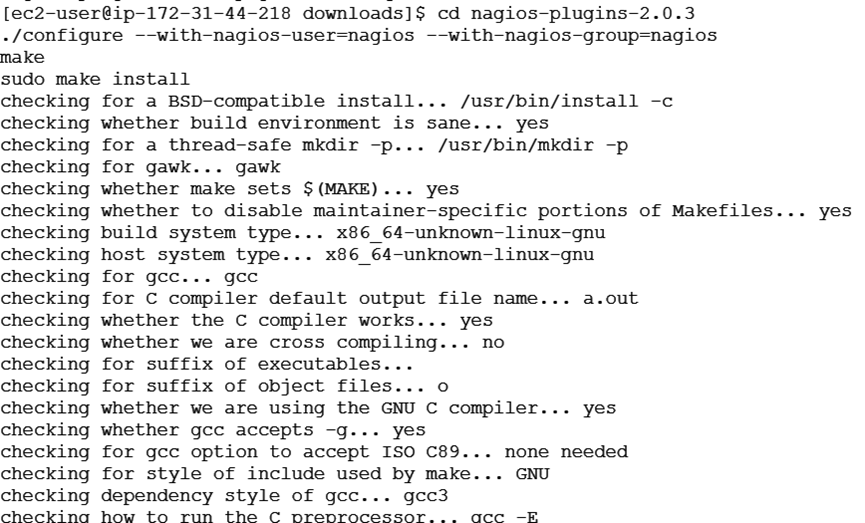 [ec2-user@ip-172-31-44-218 downloads]$ cd nagios-plugins-2.0.3
./configure --with-nagios-user=nagios --with-nagios-group=nagios
make
sudo make install
checking for a BSD-compatible install... /usr/bin/install -c
checking whether build environment is sane... yes
checking for a thread-safe mkdir -p... /usr/bin/mkdir -p
checking for gawk... gawk
checking whether make sets $(MAKE)... yes
checking whether to disable maintainer-specific portions of Makefiles... yes
checking build system type... x86_64-unknown-linux-gnu
checking host system type... x86_64-unknown-linux-gnu
checking for gcc... gcc
checking for C compiler default output file name... a.out
checking whether the C compiler works... yes
checking whether we are cross compiling... no
checking for suffix of executables...
checking for suffix of object files... o
checking whether we are using the GNU C compiler... yes
checking whether gcc accepts -g... yes
checking for gcc option to accept ISO C89... none needed
checking for style of include used by make... GNU
checking dependency style of gcc... gcc3
checking how to run the C preprocessor... gcc -E